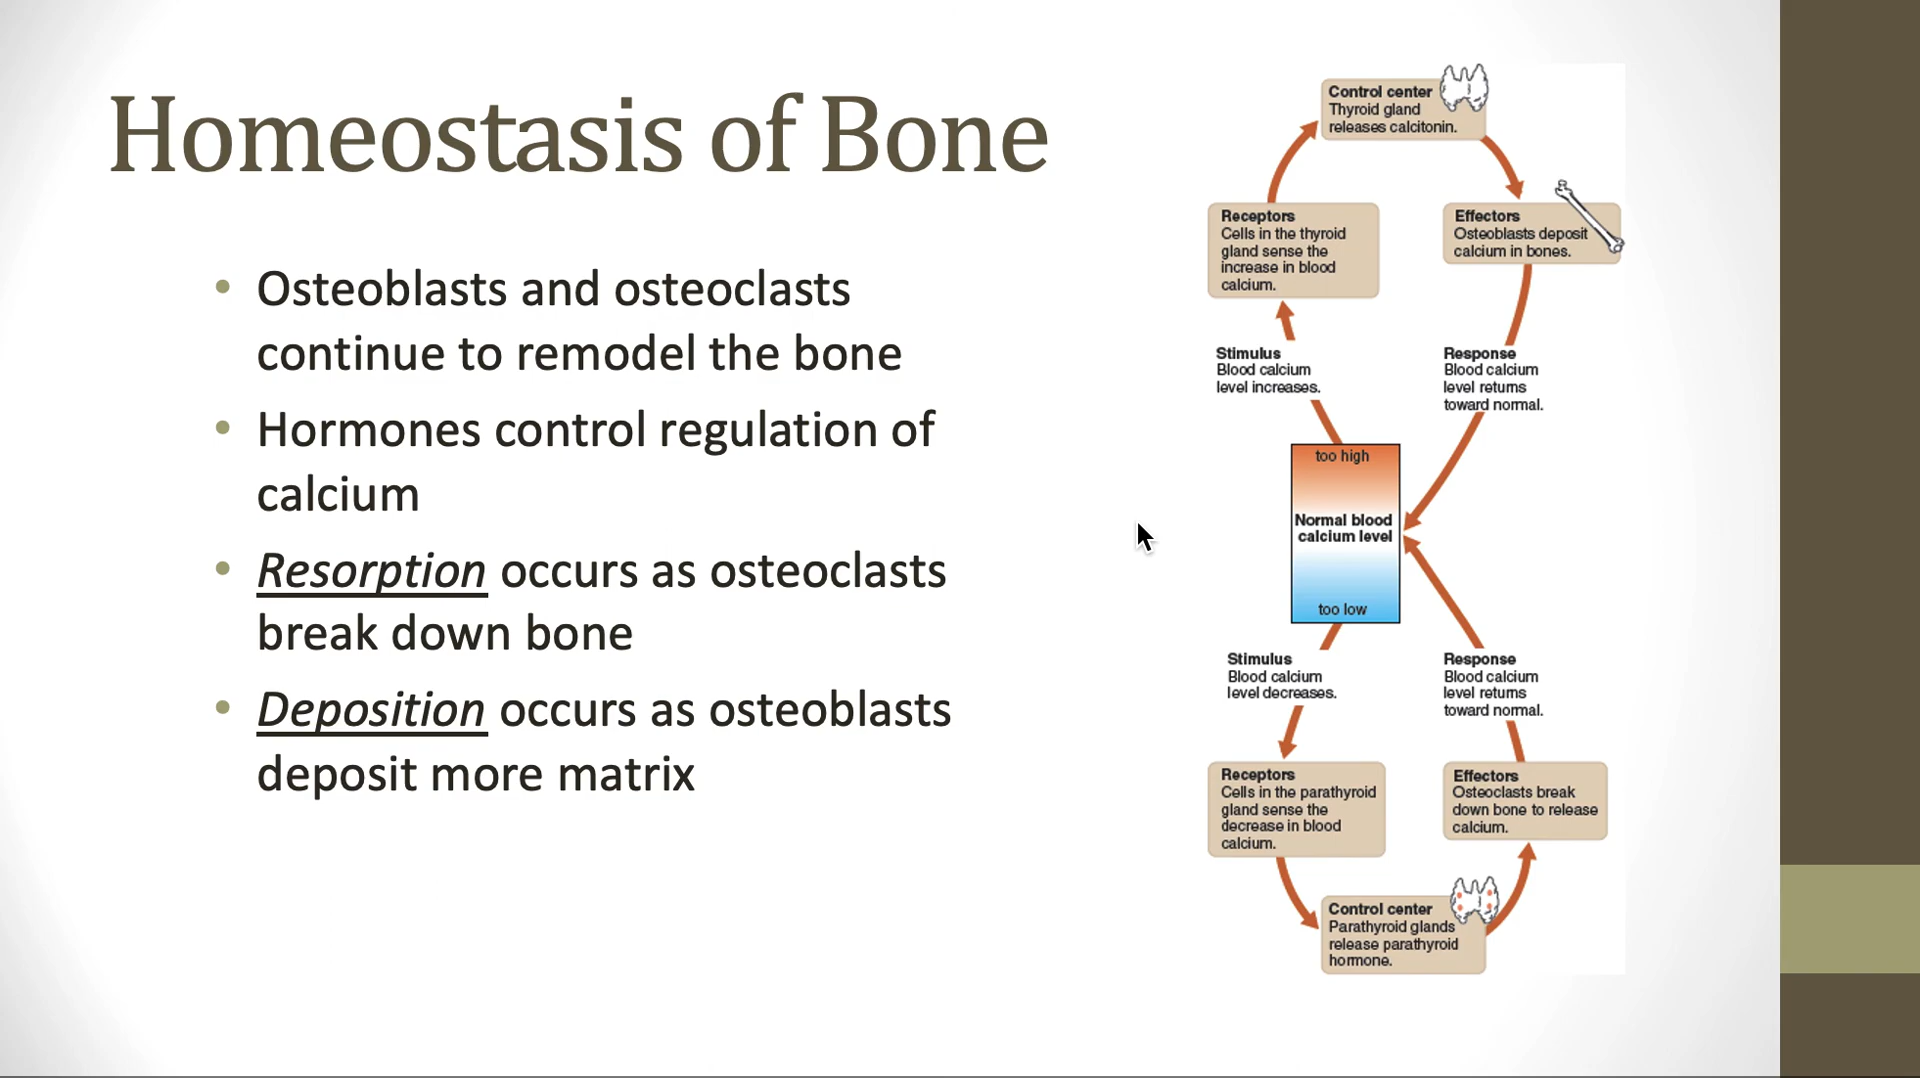 Homeostasis of Bone
• Osteoblasts and osteoclasts
continue to remodel the bone
• Hormones control regulation of
calcium
• Resorption occurs as osteoclasts
break down bone
• Deposition occurs as osteoblasts
deposit more matrix
Control center
Thyroid gland
releases calcitonin.
Receptors
Cells in the thyroid
gland sense the
increase in blood
calcium.
Effectors
Osteoblasts deposit
calcium in bones.
Stimulus
Blood calcium
level increases.
Response
Blood calcium
level returns
toward normal.
too high
Normal blood
calcium level
too low
Stimulus
Blood calcium
level decreases.
Response
Blood calcium
level returns
toward normal.
Receptors
Cells in the parathyroid
gland sense the
decrease in blood
calcium.
Effectors
Osteoclasts break
down bone to release
calcium.
Control center
Parathyroid glands
release parathyroid
hormone.